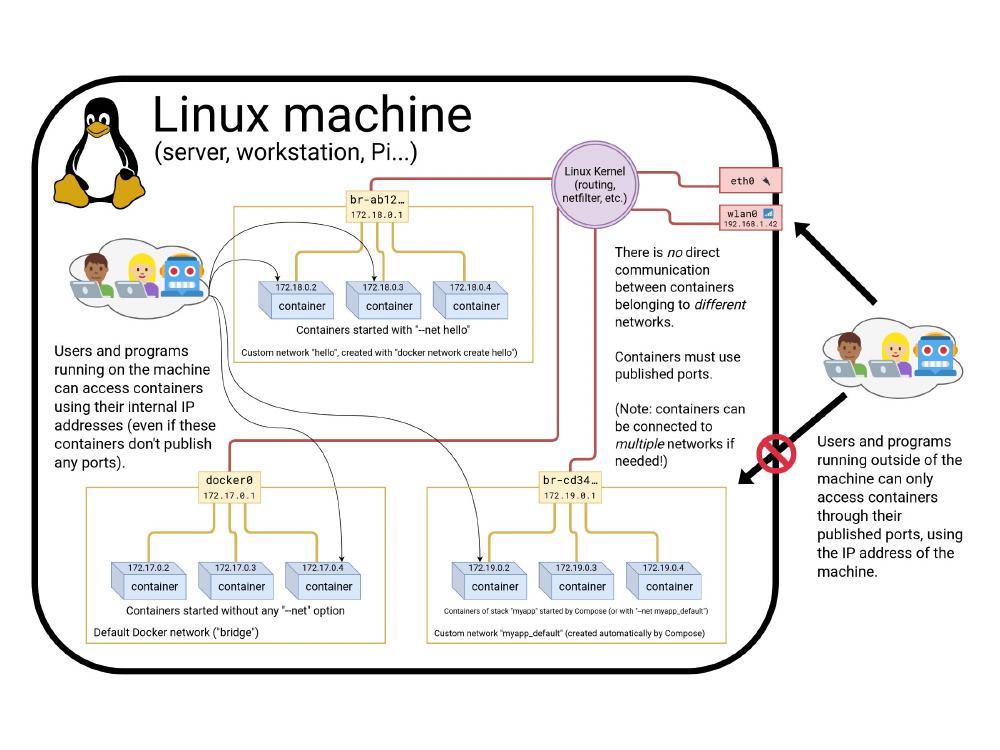 Linux machine
(server, workstation, Pi...)
Linux Kernel
(routing,
netfilter, etc.)
eth0
wlan0
192.168.1.42
br-ab12…
172.18.0.1
172.18.0.2
container
172.18.0.3
container
172.18.0.4
container
Containers started with "--net hello"
Custom network "hello", created with "docker network create hello")
There is no direct
communication
between containers
belonging to different
networks.
Containers must use
published ports.
(Note: containers can
be connected to
multiple networks if
needed!)
Users and programs
running on the machine
can access containers
using their internal IP
addresses (even if these
containers don't publish
any ports).
Users and programs
running outside of the
machine can only
access containers
through their
published ports, using
the IP address of the
machine.
docker0
172.17.0.1
172.17.0.2
container
172.17.0.3
container
172.17.0.4
container
Containers started without any "--net" option
Default Docker network ("bridge")
br-cd34…
172.19.0.1
172.19.0.2
container
172.19.0.3
container
172.19.0.4
container
Containers of stack "myapp" started by Compose (or with "--net myapp_default")
Custom network "myapp_default" (created automatically by Compose)